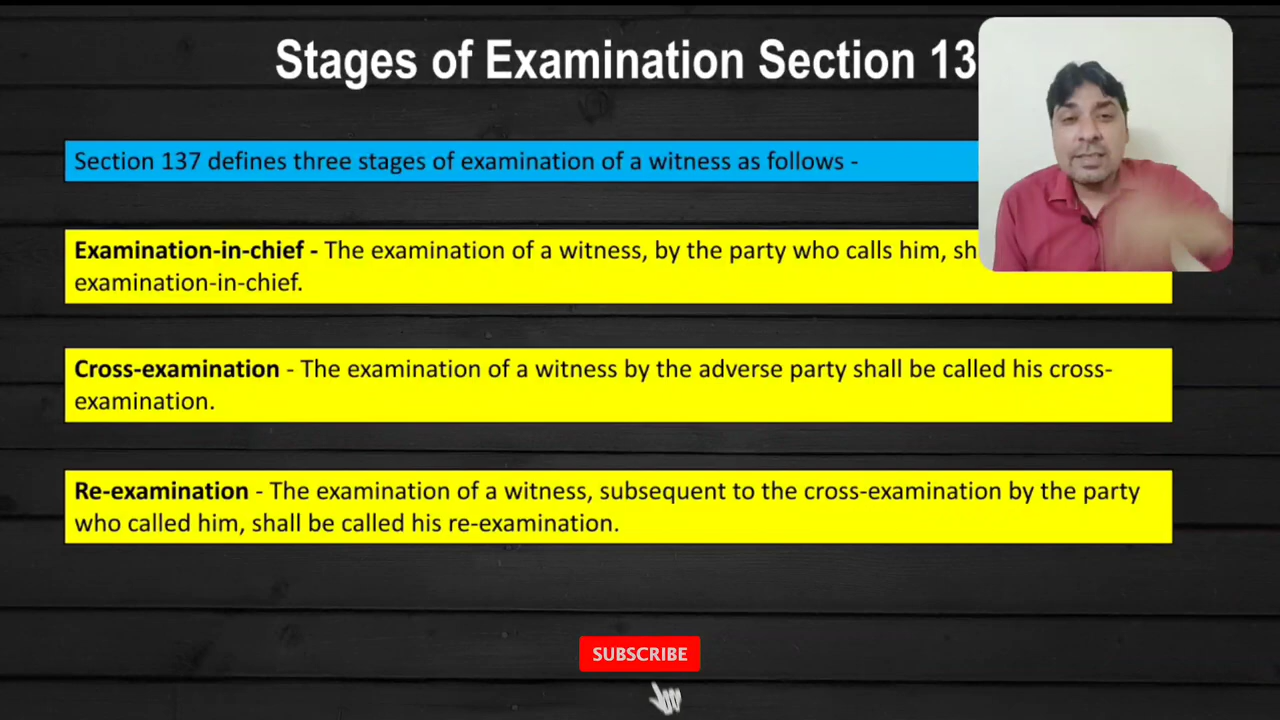 Stages of Examination Section 13
Section 137 defines three stages of examination of a witness as follows -
Examination-in-chief - The examination of a witness, by the party who calls him,
examination-in-chief.
Cross-examination - The examination of a witness by the adverse party shall be called his cross-
examination.
Re-examination - The examination of a witness, subsequent to the cross-examination by the party
who called him, shall be called his re-examination.
SUBSCRIBE